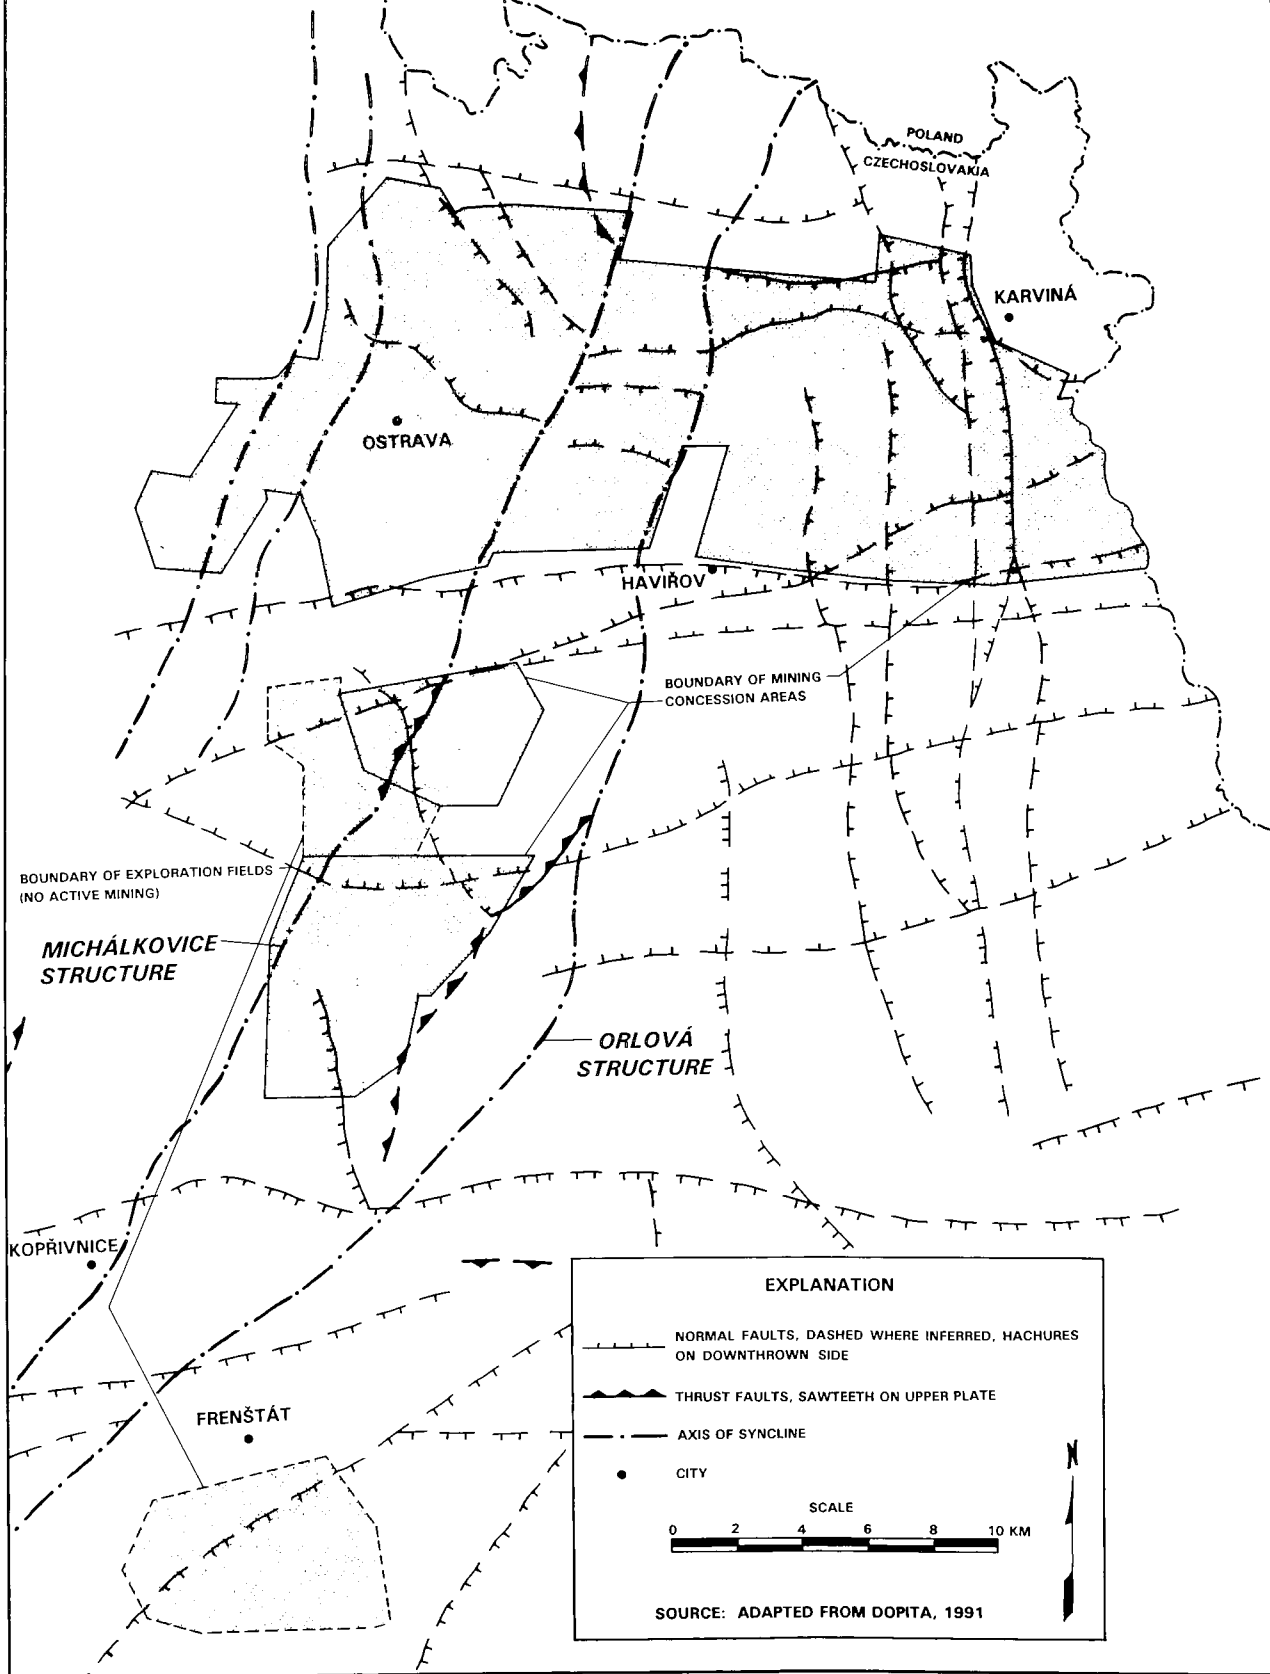 POLAND
CZECHOSLOVAKIA
KARVINÁ
OSTRAVA
HAVIŘOV
BOUNDARY OF MINING
CONCESSION AREAS
BOUNDARY OF EXPLORATION FIELDS
(NO ACTIVE MINING)
MICHÁLKOVICE
STRUCTURE
ORLOVÁ
STRUCTURE
KOPŘIVNICE
FRENŠTÁT
EXPLANATION
NORMAL FAULTS, DASHED WHERE INFERRED, HACHURES
ON DOWNTHROWN SIDE
THRUST FAULTS, SAWTEETH ON UPPER PLATE
AXIS OF SYNCLINE
CITY
N
SCALE
0 2 4 6 8 10 KM
SOURCE: ADAPTED FROM DOPITA, 1991